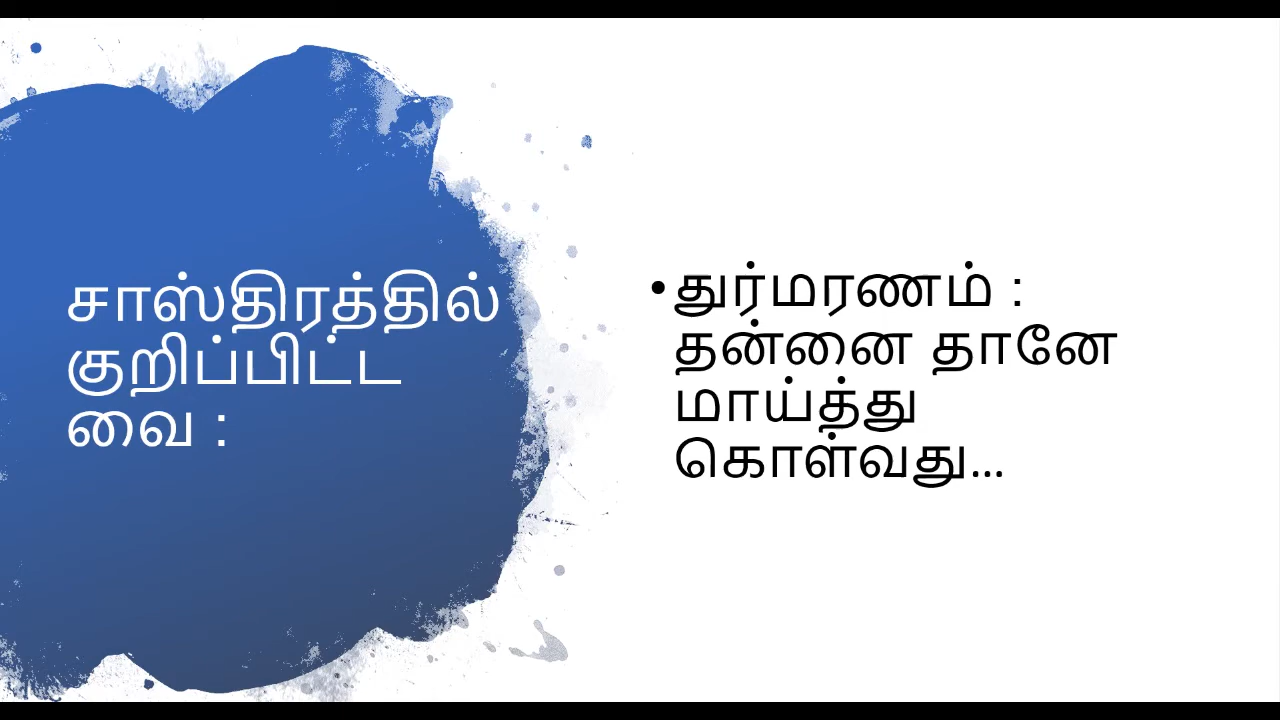 சாஸ்திரத்தில்
குறிப்பிட்ட
வை :
• துர்மரணம் :
தன்னை தானே
மாய்த்து
கொள்வது...